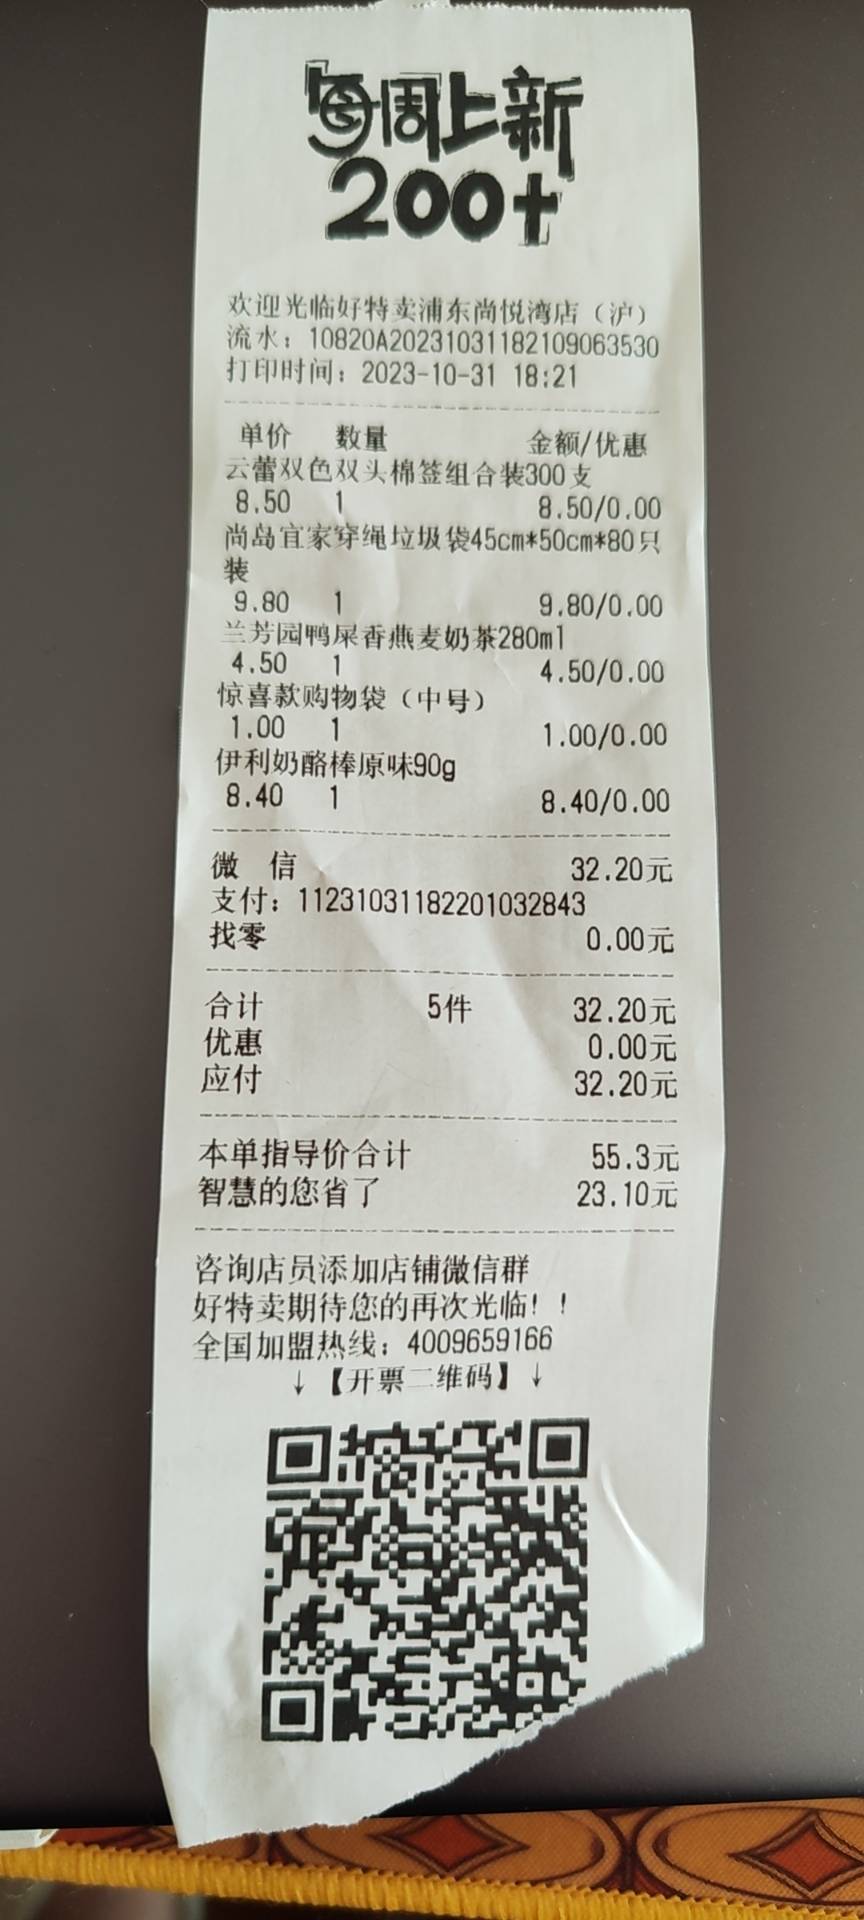 每周上新
200+
欢迎光临好特卖浦东尚悦湾店（沪）
流水：10820A2023103118210906353​0
打印时间：2023-10-31 18:21
单价 数量 金额/优惠
云蕾双色双头棉签组合装300支
8.50 1 8.50/0.00
尚岛宜家穿绳垃圾袋45cm*50cm*80只
装
9.80 1 9.80/0.00
兰芳园鸭屎香燕麦奶茶280ml
4.50 1 4.50/0.00
惊喜款购物袋（中号）
1.00 1 1.00/0.00
伊利奶酪棒原味90g
8.40 1 8.40/0.00
微 信 32.20元
支付：11231031182201032843
找零 0.00元
合计 5件 32.20元
优惠 0.00元
应付 32.20元
本单指导价合计 55.3元
智慧的您省了 23.10元
咨询店员添加店铺微信群
好特卖期待您的再次光临！！
全国加盟热线：4009659166
↓【开票二维码】↓